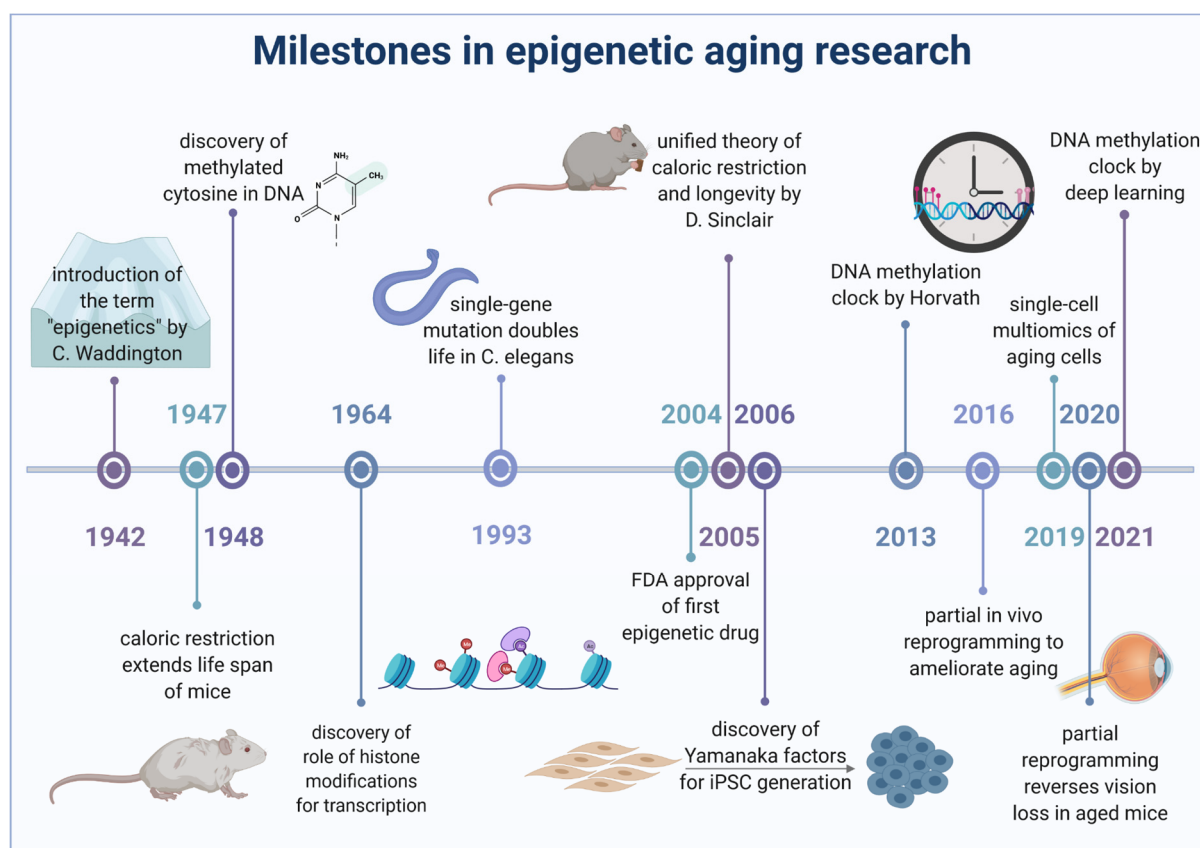 Milestones in epigenetic aging research
introduction of
the term
"epigenetics" by
C. Waddington
1942
1947
caloric restriction
extends life span
of mice
discovery of
methylated
cytosine in DNA
NH₂
N
CH₃
O
N
1948
1964
discovery of
role of histone
modifications
for transcription
Me
Me
Me
Ac
Ac
single-gene
mutation doubles
life in C. elegans
1993
2004
FDA approval
of first
epigenetic drug
unified theory of
caloric restriction
and longevity by
D. Sinclair
2005
2006
discovery of
Yamanaka factors
for iPSC generation
DNA methylation
clock by Horvath
2013
2016
partial in vivo
reprogramming to
ameliorate aging
single-cell
multiomics of
aging cells
2019
2020
partial
reprogramming
reverses vision
loss in aged mice
DNA methylation
clock by
deep learning
2021